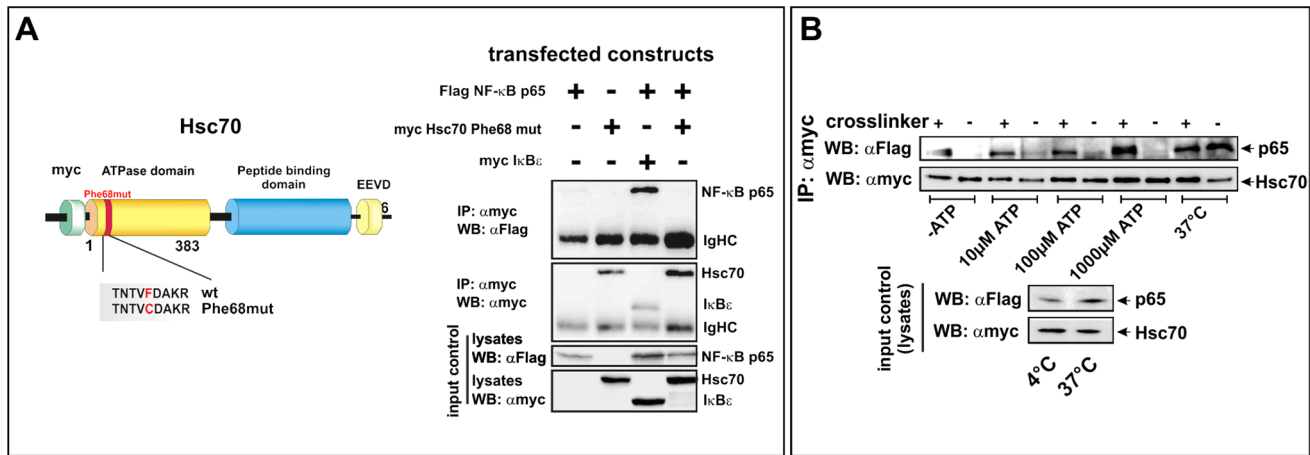 A
transfected constructs
Flag NF-κB p65 + - + +
Hsc70
myc Hsc70 Phe68 mut - + - +
myc IκBε - - + -
myc
ATPase domain
Peptide binding
domain
EEVD
Phe68mut
6
1
383
TNTVFDAKR wt
TNTVCDAKR Phe68mut
NF-κB p65
IP: αmyc
WB: αFlag
IgHC
Hsc70
IP: αmyc
WB: αmyc
IκBε
IgHC
input control
lysates
WB: αFlag
NF-κB p65
lysates
WB: αmyc
Hsc70
IκBε
B
IP: αmyc
crosslinker + - + - + - + - + -
WB: αFlag
p65
WB: αmyc
Hsc70
-ATP
10μM ATP
100μM ATP
1000μM ATP
37°C
input control
(lysates)
WB: αFlag
p65
WB: αmyc
Hsc70
4°C
37°C